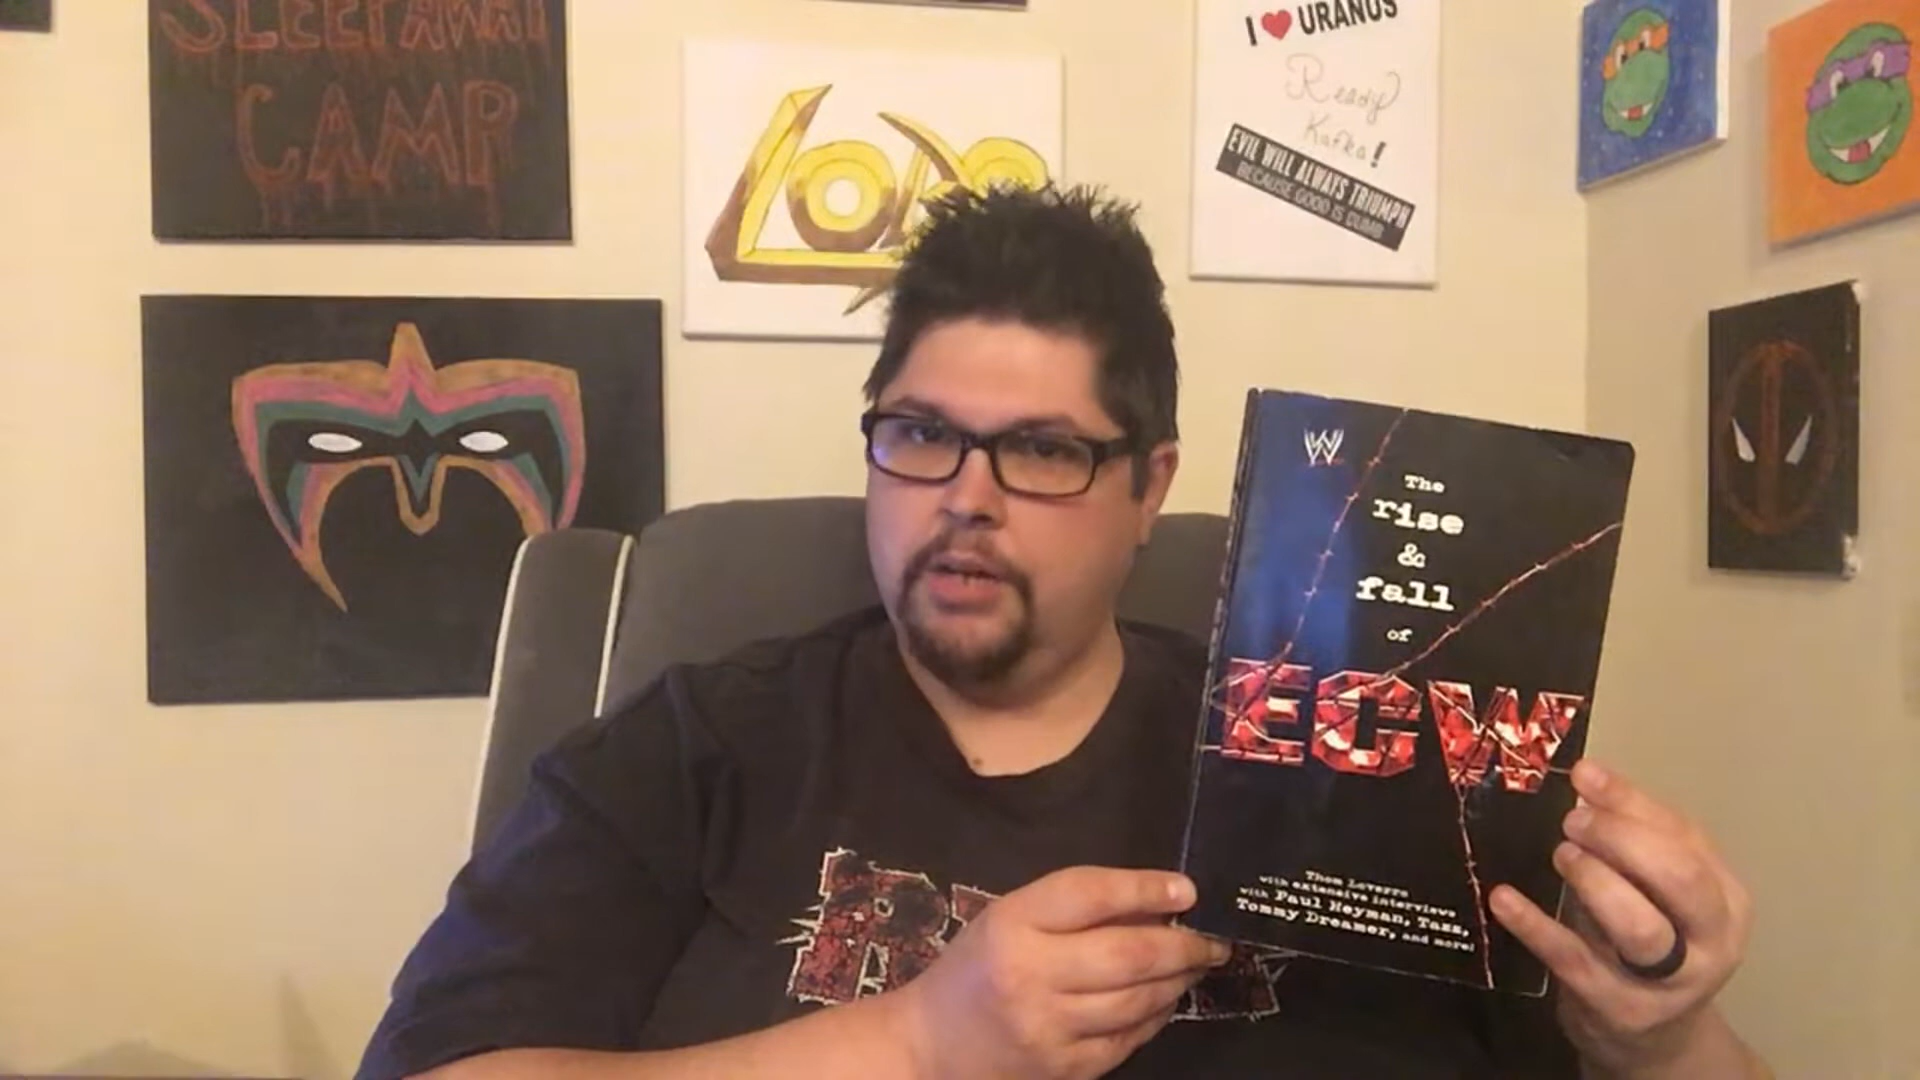 SLEEPAWAY
CAMP
LOBO
I ❤ URANUS
Ready
Kafka!
EVIL WILL ALWAYS TRIUMPH
BECAUSE GOOD IS DUMB
W
The
rise
&
fall
of
ECW
Thom Loverro
with extensive interviews
with Paul Heyman, Tazz,
Tommy Dreamer, and more!